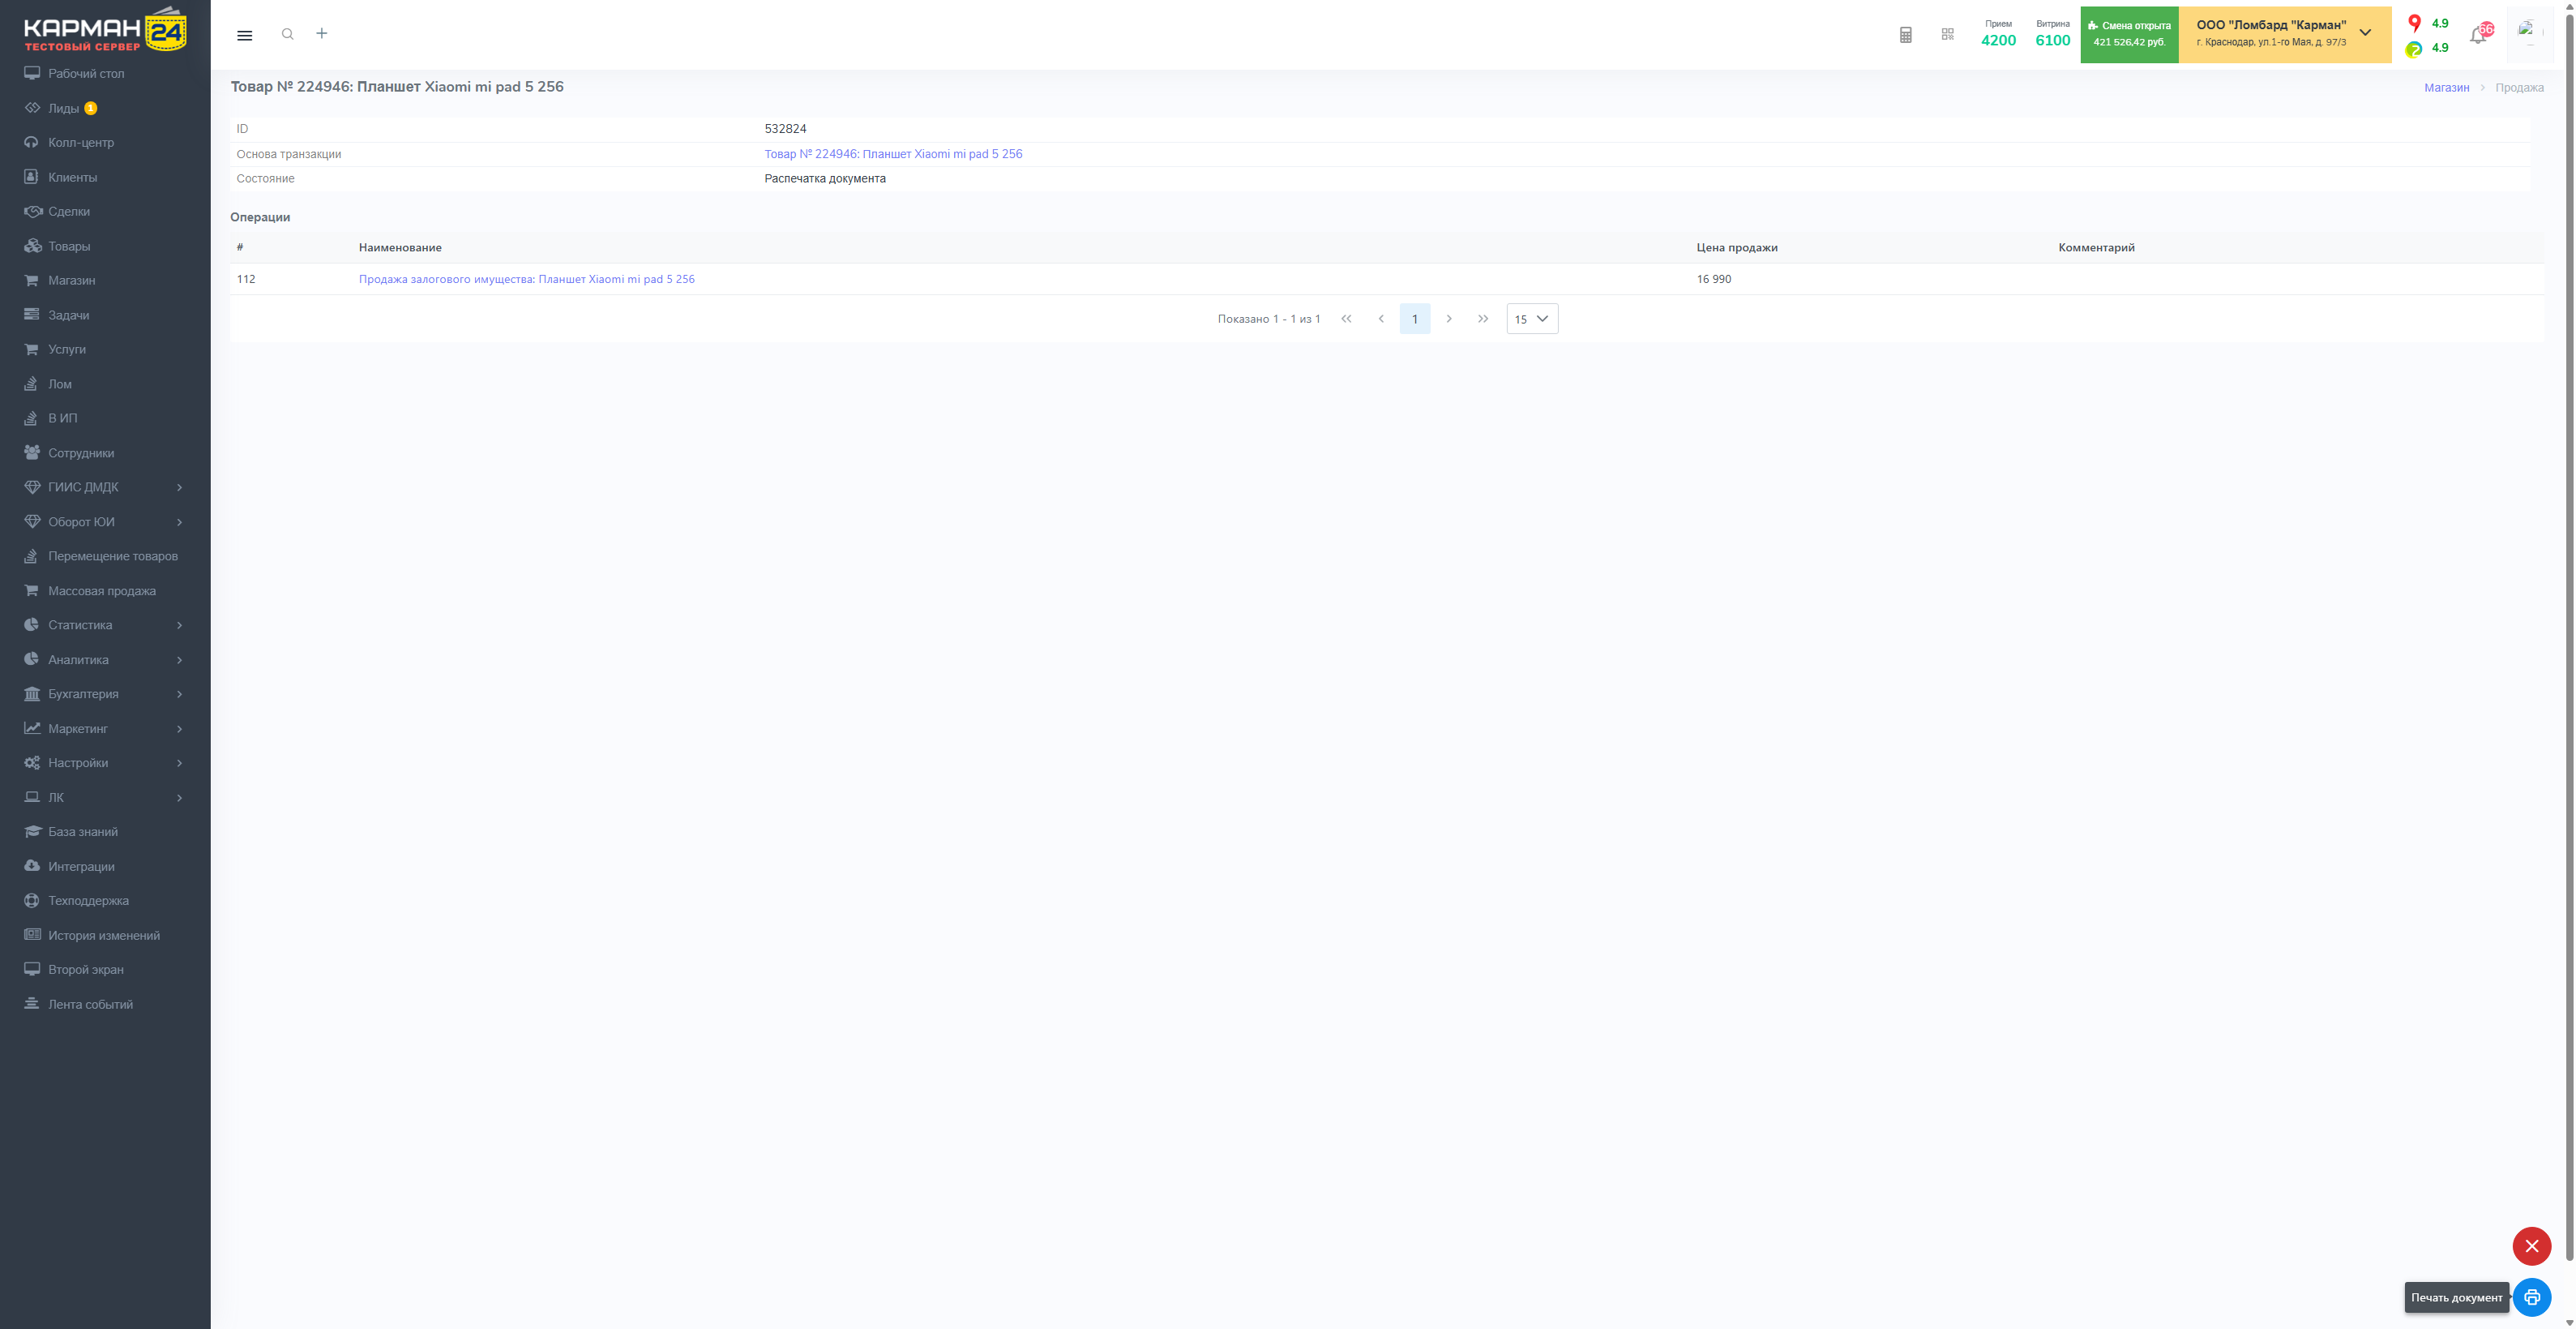 КАРМАН 24
ТЕСТОВЫЙ СЕРВЕР
Рабочий стол
Лиды 1
Колл-центр
Клиенты
Сделки
Товары
Магазин
Задачи
Услуги
Лом
В ИП
Сотрудники
ГИИС ДМДК
Оборот ЮИ
Перемещение товаров
Массовая продажа
Статистика
Аналитика
Бухгалтерия
Маркетинг
Настройки
ЛК
База знаний
Интеграции
Техподдержка
История изменений
Второй экран
Лента событий
Прием
4200
Витрина
6100
Смена открыта
421 526,42 руб.
ООО "Ломбард "Карман"
г. Краснодар, ул.1-го Мая, д. 97/3
4.9
4.9
Товар № 224946: Планшет Xiaomi mi pad 5 256
Магазин > Продажа
ID 532824
Основа транзакции Товар № 224946: Планшет Xiaomi mi pad 5 256
Состояние Распечатка документа
Операции
# Наименование Цена продажи Комментарий
112 Продажа залогового имущества: Планшет Xiaomi mi pad 5 256 16 990
Показано 1 - 1 из 1 1 15
Печать документ